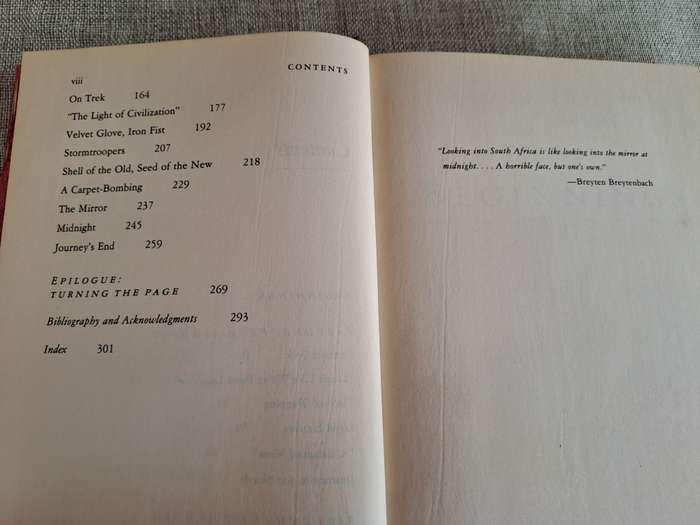 viii
CONTENTS
On Trek 164
"The Light of Civilization" 177
Velvet Glove, Iron Fist 192
Stormtroopers 207
Shell of the Old, Seed of the New 218
A Carpet-Bombing 229
The Mirror 237
Midnight 245
Journey's End 259
EPILOGUE:
TURNING THE PAGE 269
Bibliography and Acknowledgments 293
Index 301
"Looking into South Africa is like looking into the mirror at
midnight. . . . A horrible face, but one's own."
—Breyten Breytenbach